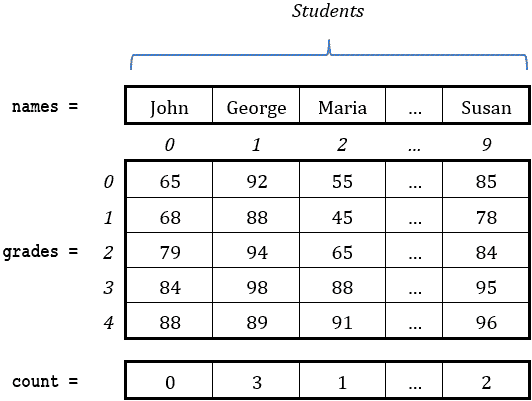 Students
names = John George Maria ... Susan
0 1 2 ... 9
0 65 92 55 ... 85
1 68 88 45 ... 78
grades = 2 79 94 65 ... 84
3 84 98 88 ... 95
4 88 89 91 ... 96
count = 0 3 1 ... 2